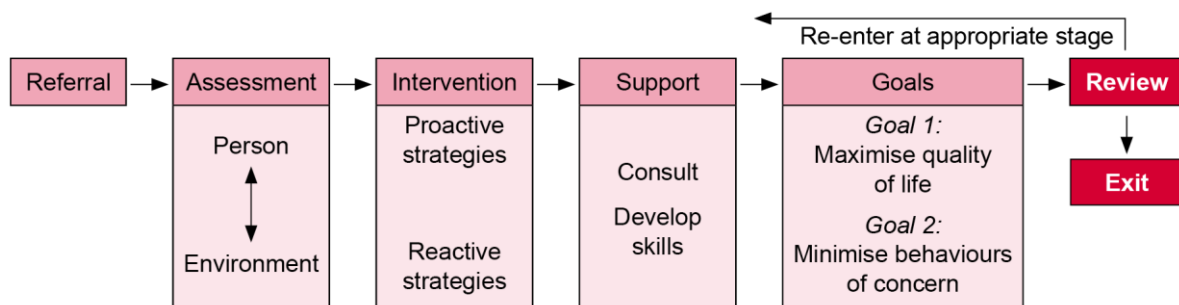 Re-enter at appropriate stage
Referral
Assessment
Intervention
Support
Goals
Review
Person
Environment
Proactive
strategies
Reactive
strategies
Consult
Develop
skills
Goal 1:
Maximise quality
of life
Goal 2:
Minimise behaviours
of concern
Exit